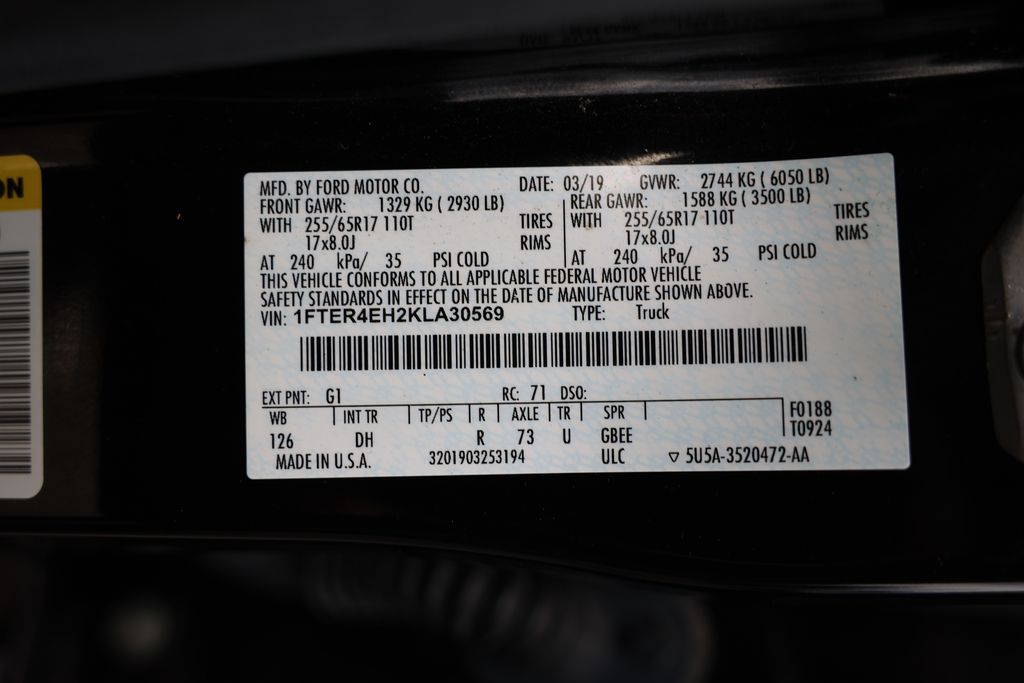 ON
MFD. BY FORD MOTOR CO. DATE: 03/19 GVWR: 2744 KG ( 6050 LB)
FRONT GAWR: 1329 KG ( 2930 LB) REAR GAWR: 1588 KG ( 3500 LB)
WITH 255/65R17 110T TIRES WITH 255/65R17 110T TIRES
17x8.0J RIMS 17x8.0J RIMS
AT 240 kPa/ 35 PSI COLD AT 240 kPa/ 35 PSI COLD
THIS VEHICLE CONFORMS TO ALL APPLICABLE FEDERAL MOTOR VEHICLE
SAFETY STANDARDS IN EFFECT ON THE DATE OF MANUFACTURE SHOWN ABOVE.
VIN: 1FTER4EH2KLA30569 TYPE: Truck
EXT PNT: G1 RC: 71 DSO:
WB INT TR TP/PS R AXLE TR SPR F0188
126 DH R 73 U GBEE T0924
MADE IN U.S.A. 3201903253194 ULC ▽ 5U5A-3520472-AA